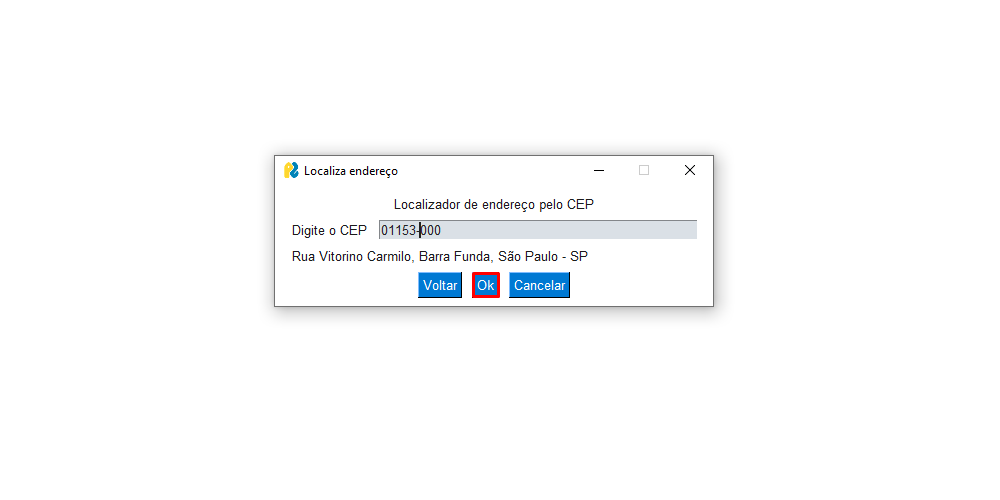 Localiza endereço
Localizador de endereço pelo CEP
Digite o CEP 01153-000
Rua Vitorino Carmilo, Barra Funda, São Paulo - SP
Voltar Ok Cancelar